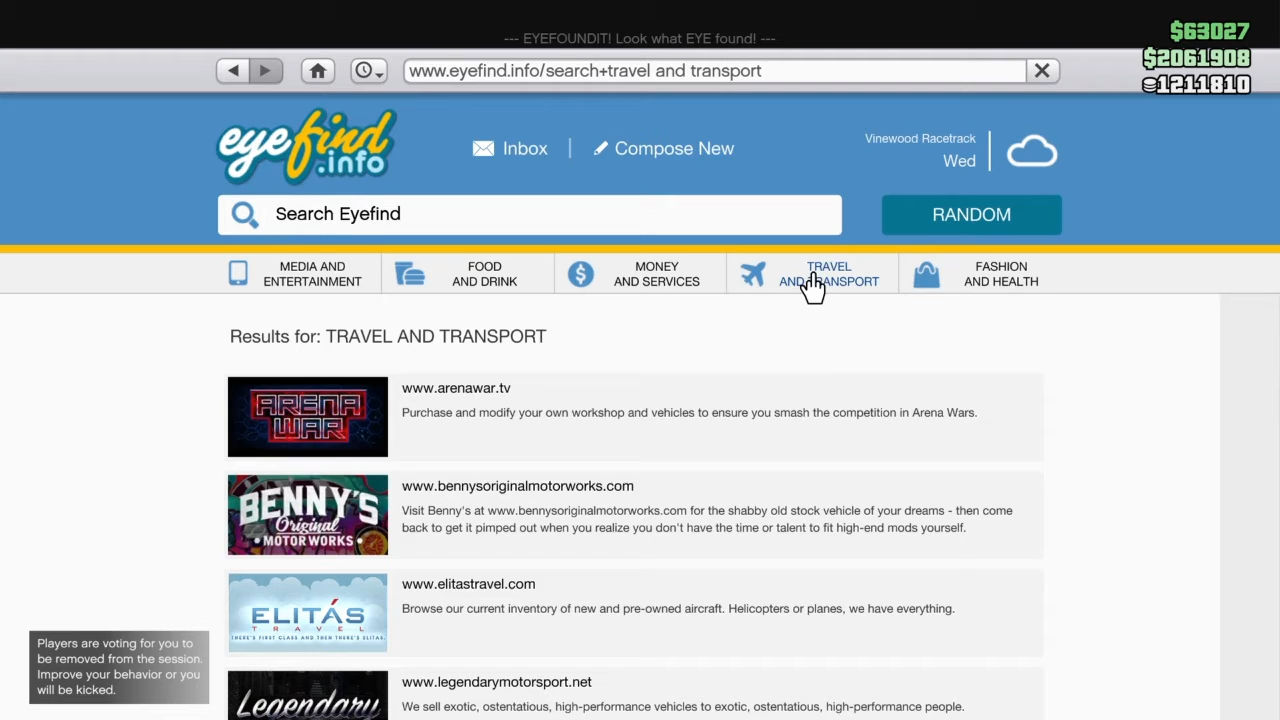 --- EYEFOUNDIT! Look what EYE found! ---
$63027
$2061908
1211810
www.eyefind.info/search+travel and transport
eyefind
.info
Inbox
Compose New
Vinewood Racetrack
Wed
Search Eyefind
RANDOM
MEDIA AND
ENTERTAINMENT
FOOD
AND DRINK
MONEY
AND SERVICES
TRAVEL
AND TRANSPORT
FASHION
AND HEALTH
Results for: TRAVEL AND TRANSPORT
ARENA
WAR
www.arenawar.tv
Purchase and modify your own workshop and vehicles to ensure you smash the competition in Arena Wars.
BENNY'S
Original
MOTOR WORKS
www.bennysoriginalmotorworks.com
Visit Benny's at www.bennysoriginalmotorworks.com for the shabby old stock vehicle of your dreams - then come
back to get it pimped out when you realize you don't have the time or talent to fit high-end mods yourself.
ELITÁS
TRAVEL
THERE'S FIRST CLASS AND THEN THERE'S ELITAS.
www.elitastravel.com
Browse our current inventory of new and pre-owned aircraft. Helicopters or planes, we have everything.
Legendary
www.legendarymotorsport.net
We sell exotic, ostentatious, high-performance vehicles to exotic, ostentatious, high-performance people.
Players are voting for you to
be removed from the session.
Improve your behavior or you
will be kicked.